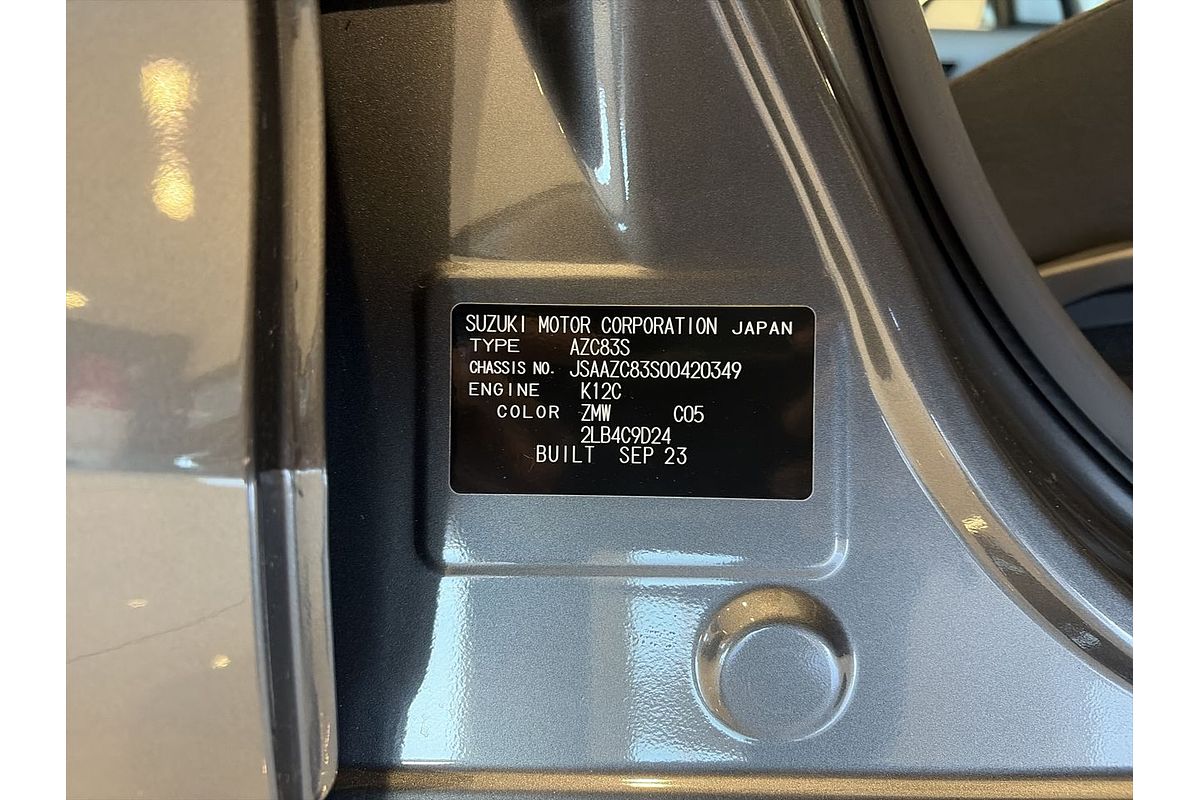 SUZUKI MOTOR CORPORATION JAPAN
TYPE AZC83S
CHASSIS NO. JSAAZC83S00420349
ENGINE K12C
COLOR ZMW C05
2LB4C9D24
BUILT SEP 23